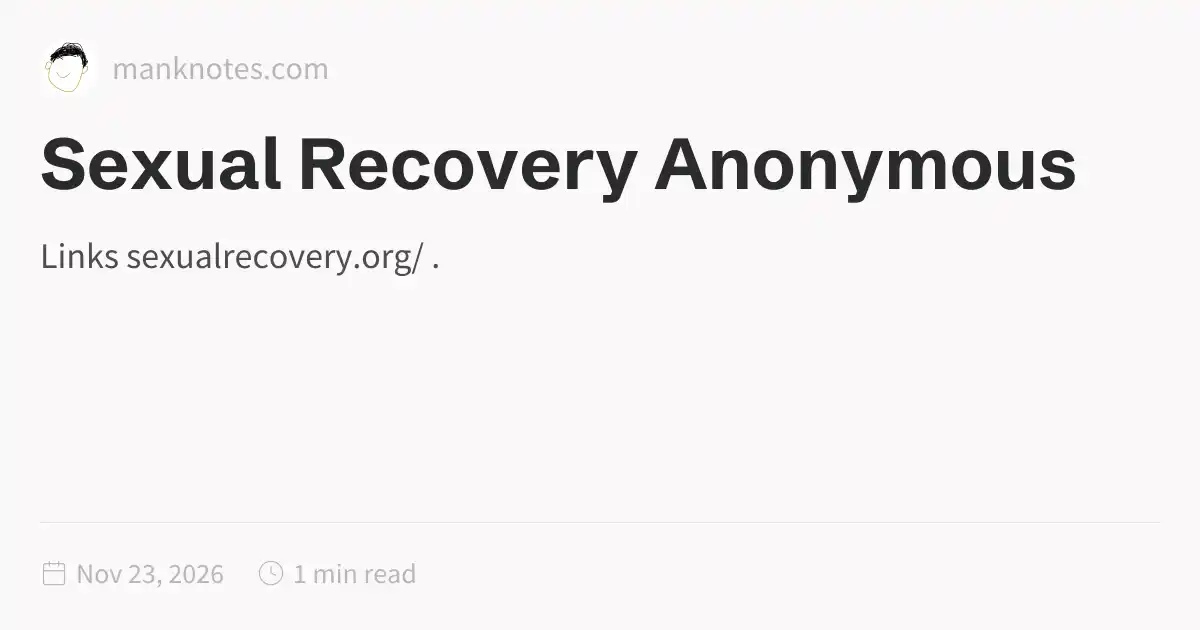 manknotes.com
Sexual Recovery Anonymous
Links sexualrecovery.org/ .
Nov 23, 2026 1 min read